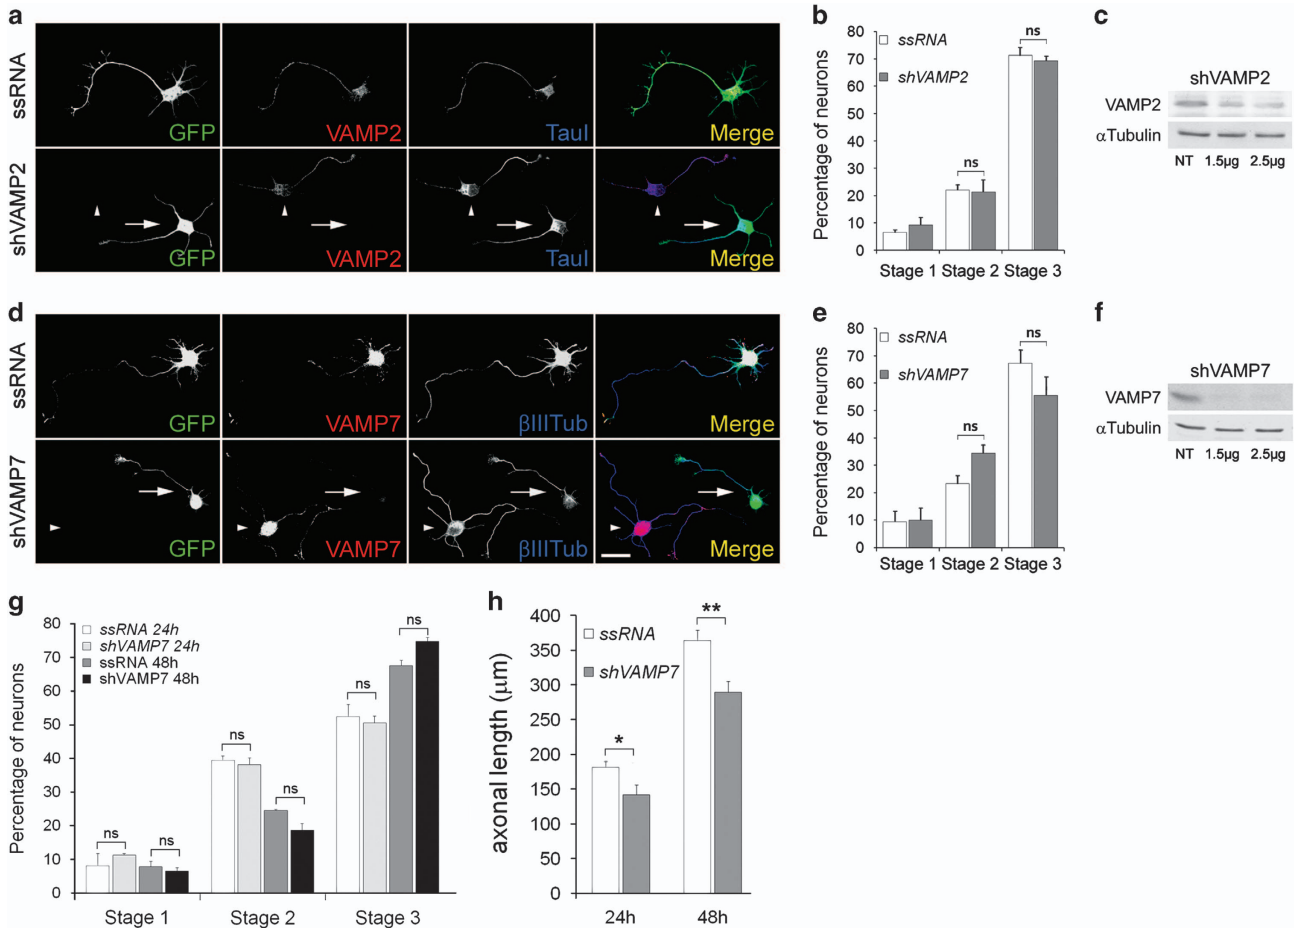 a
ssRNA
GFP
VAMP2
TauI
Merge
shVAMP2
GFP
VAMP2
TauI
Merge
b
Percentage of neurons
80
70
60
50
40
30
20
10
0
ssRNA
shVAMP2
ns
ns
Stage 1 Stage 2 Stage 3
c
shVAMP2
VAMP2
αTubulin
NT 1.5µg 2.5µg
d
ssRNA
GFP
VAMP7
βIIITub
Merge
shVAMP7
GFP
VAMP7
βIIITub
Merge
e
Percentage of neurons
80
70
60
50
40
30
20
10
0
ssRNA
shVAMP7
ns
ns
Stage 1 Stage 2 Stage 3
f
shVAMP7
VAMP7
αTubulin
NT 1.5µg 2.5µg
g
Percentage of neurons
80
70
60
50
40
30
20
10
0
ssRNA 24h
shVAMP7 24h
ssRNA 48h
shVAMP7 48h
ns
ns
ns
ns
ns
ns
Stage 1 Stage 2 Stage 3
h
axonal length (µm)
400
350
300
250
200
150
100
50
0
ssRNA
shVAMP7
*
**
24h 48h